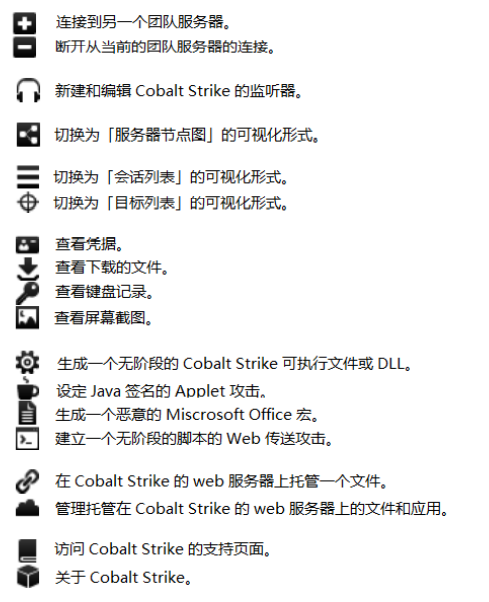 连接到另一个团队服务器。
断开从当前的团队服务器的连接。
新建和编辑 Cobalt Strike 的监听器。
切换为「服务器节点图」的可视化形式。
切换为「会话列表」的可视化形式。
切换为「目标列表」的可视化形式。
查看凭据。
查看下载的文件。
查看键盘记录。
查看屏幕截图。
生成一个无阶段的 Cobalt Strike 可执行文件或 DLL。
设定 Java 签名的 Applet 攻击。
生成一个恶意的 Miscrosoft Office 宏。
建立一个无阶段的脚本的 Web 传送攻击。
在 Cobalt Strike 的 web 服务器上托管一个文件。
管理托管在 Cobalt Strike 的 web 服务器上的文件和应用。
访问 Cobalt Strike 的支持页面。
关于 Cobalt Strike。